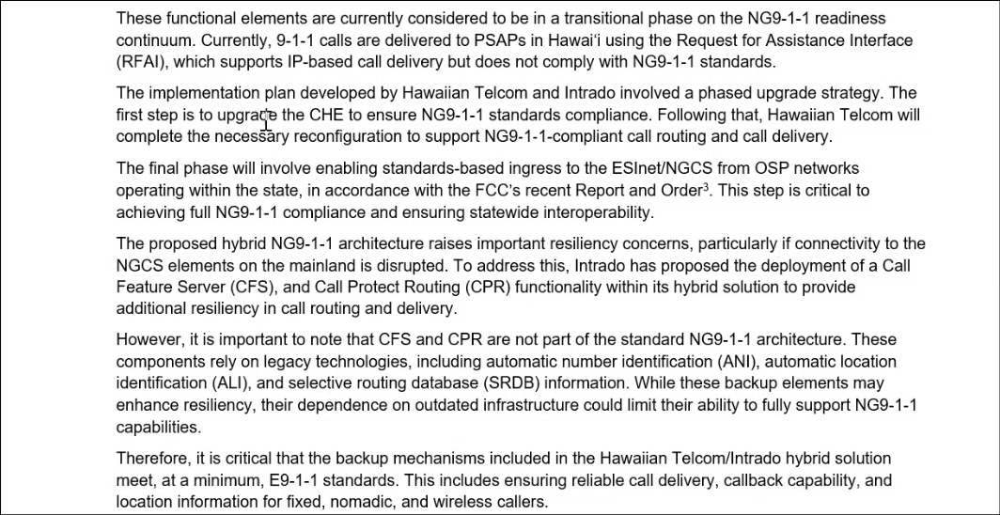 These functional elements are currently considered to be in a transitional phase on the NG9-1-1 readiness
continuum. Currently, 9-1-1 calls are delivered to PSAPs in Hawaiʻi using the Request for Assistance Interface
(RFAI), which supports IP-based call delivery but does not comply with NG9-1-1 standards.
The implementation plan developed by Hawaiian Telcom and Intrado involved a phased upgrade strategy. The
first step is to upgrade the CHE to ensure NG9-1-1 standards compliance. Following that, Hawaiian Telcom will
complete the necessary reconfiguration to support NG9-1-1-compliant call routing and call delivery.
The final phase will involve enabling standards-based ingress to the ESInet/NGCS from OSP networks
operating within the state, in accordance with the FCC's recent Report and Order³. This step is critical to
achieving full NG9-1-1 compliance and ensuring statewide interoperability.
The proposed hybrid NG9-1-1 architecture raises important resiliency concerns, particularly if connectivity to the
NGCS elements on the mainland is disrupted. To address this, Intrado has proposed the deployment of a Call
Feature Server (CFS), and Call Protect Routing (CPR) functionality within its hybrid solution to provide
additional resiliency in call routing and delivery.
However, it is important to note that CFS and CPR are not part of the standard NG9-1-1 architecture. These
components rely on legacy technologies, including automatic number identification (ANI), automatic location
identification (ALI), and selective routing database (SRDB) information. While these backup elements may
enhance resiliency, their dependence on outdated infrastructure could limit their ability to fully support NG9-1-1
capabilities.
Therefore, it is critical that the backup mechanisms included in the Hawaiian Telcom/Intrado hybrid solution
meet, at a minimum, E9-1-1 standards. This includes ensuring reliable call delivery, callback capability, and
location information for fixed, nomadic, and wireless callers.